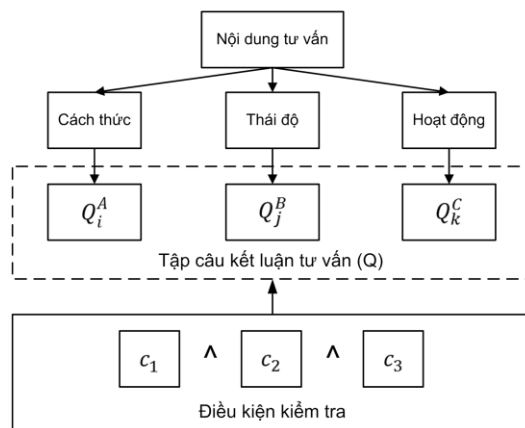 Nội dung tư vấn
Cách thức Thái độ Hoạt động
Q_i^A Q_j^B Q_k^C
Tập câu kết luận tư vấn (Q)
c_1 ∧ c_2 ∧ c_3
Điều kiện kiểm tra